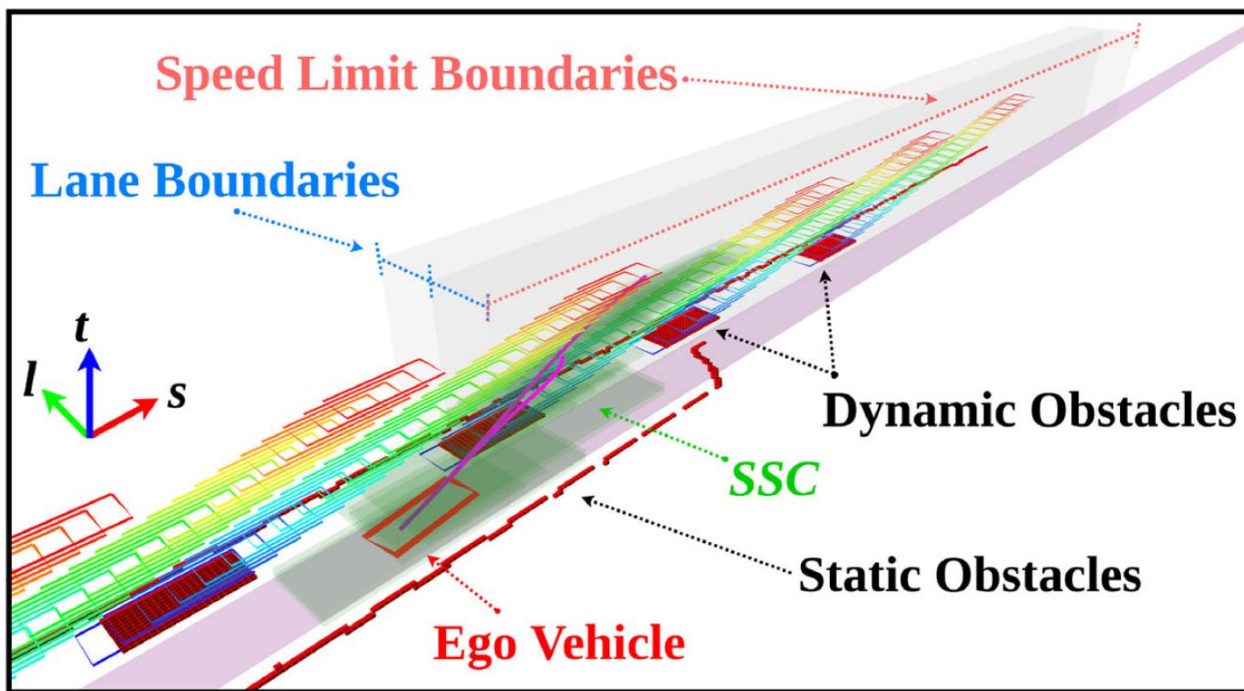 Speed Limit Boundaries
Lane Boundaries
t
l
s
Dynamic Obstacles
SSC
Static Obstacles
Ego Vehicle